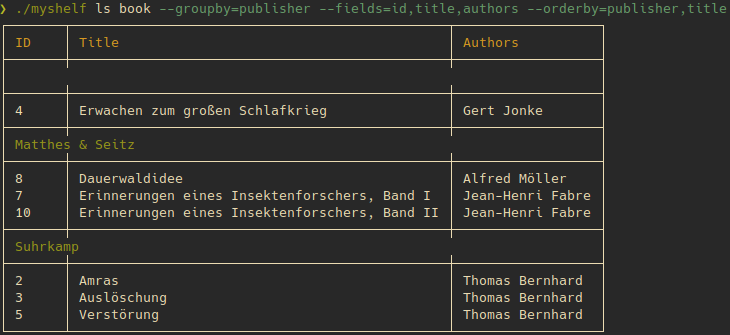 ❯ ./myshelf ls book --groupby=publisher --fields=id,title,authors --orderby=publisher,title
ID Title Authors
4 Erwachen zum großen Schlafkrieg Gert Jonke
Matthes & Seitz
8 Dauerwaldidee Alfred Möller
7 Erinnerungen eines Insektenforschers, Band I Jean-Henri Fabre
10 Erinnerungen eines Insektenforschers, Band II Jean-Henri Fabre
Suhrkamp
2 Amras Thomas Bernhard
3 Auslöschung Thomas Bernhard
5 Verstörung Thomas Bernhard